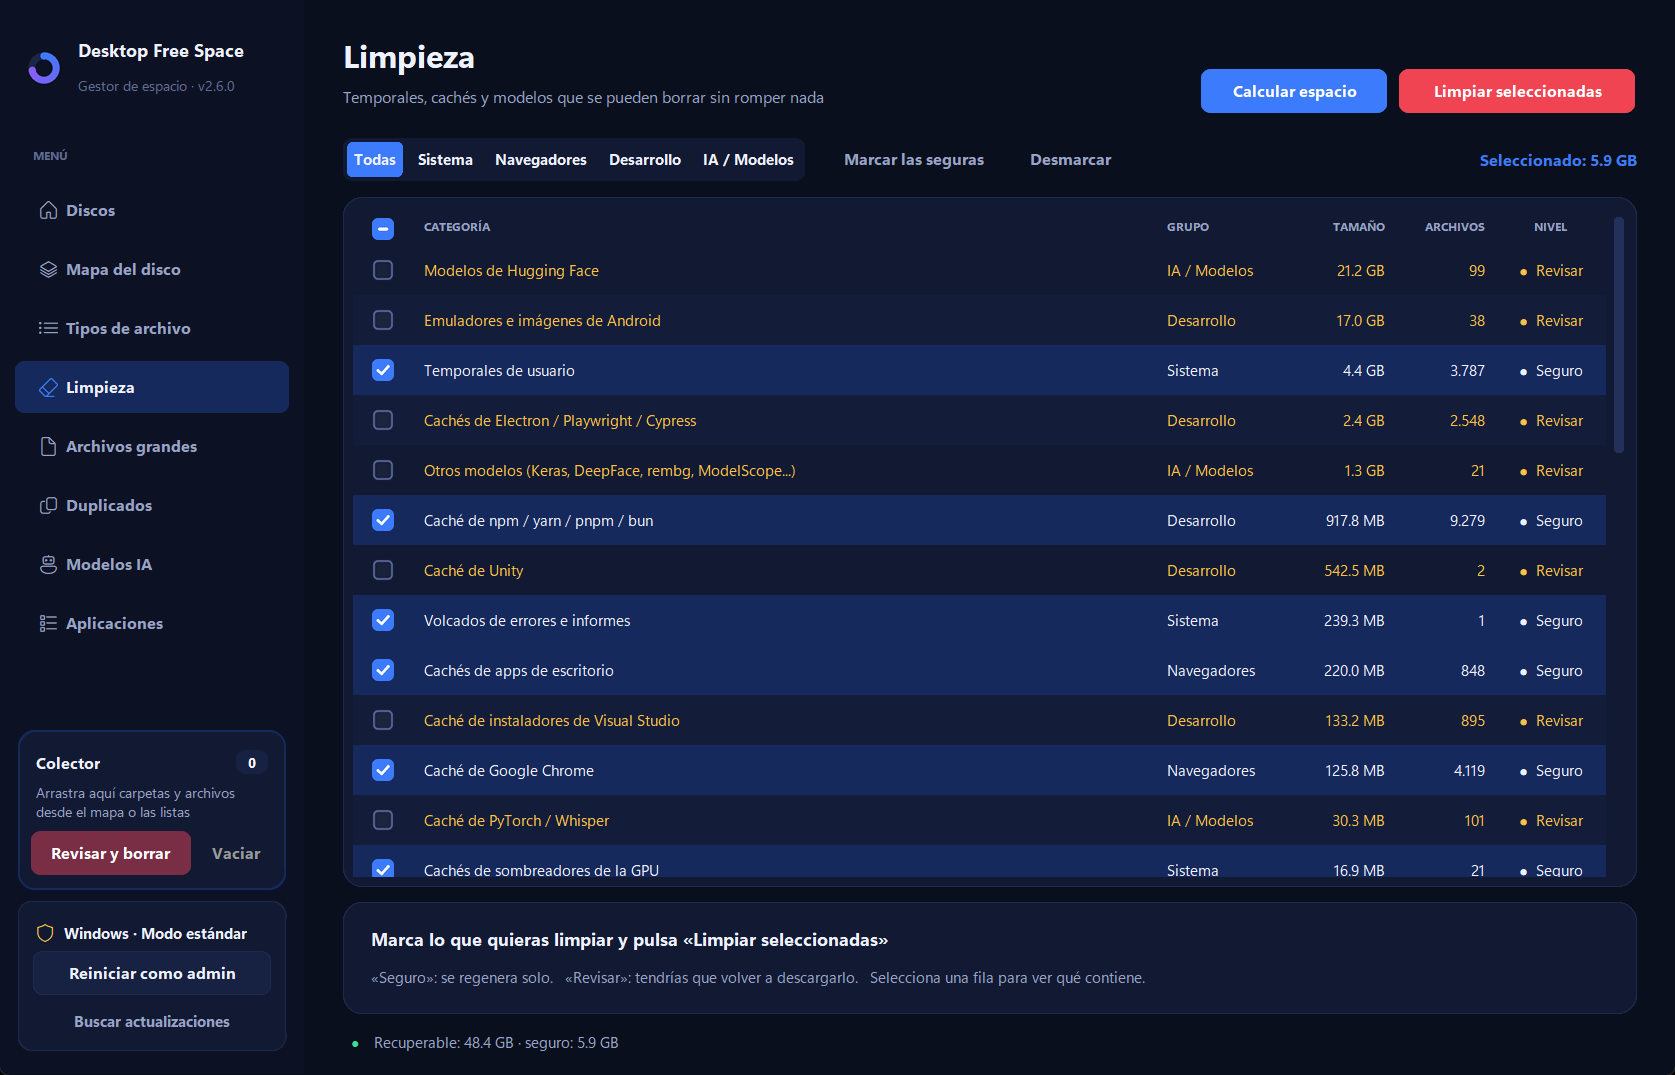 Desktop Free Space
Gestor de espacio · v2.6.0
MENÚ
Discos
Mapa del disco
Tipos de archivo
Limpieza
Archivos grandes
Duplicados
Modelos IA
Aplicaciones
Colector 0
Arrastra aquí carpetas y archivos
desde el mapa o las listas
Revisar y borrar Vaciar
Windows · Modo estándar
Reiniciar como admin
Buscar actualizaciones
Limpieza
Temporales, cachés y modelos que se pueden borrar sin romper nada
Calcular espacio Limpiar seleccionadas
Todas Sistema Navegadores Desarrollo IA / Modelos Marcar las seguras Desmarcar Seleccionado: 5.9 GB
CATEGORÍA GRUPO TAMAÑO ARCHIVOS NIVEL
Modelos de Hugging Face IA / Modelos 21.2 GB 99 ● Revisar
Emuladores e imágenes de Android Desarrollo 17.0 GB 38 ● Revisar
Temporales de usuario Sistema 4.4 GB 3.787 ● Seguro
Cachés de Electron / Playwright / Cypress Desarrollo 2.4 GB 2.548 ● Revisar
Otros modelos (Keras, DeepFace, rembg, ModelScope...) IA / Modelos 1.3 GB 21 ● Revisar
Caché de npm / yarn / pnpm / bun Desarrollo 917.8 MB 9.279 ● Seguro
Caché de Unity Desarrollo 542.5 MB 2 ● Revisar
Volcados de errores e informes Sistema 239.3 MB 1 ● Seguro
Cachés de apps de escritorio Navegadores 220.0 MB 848 ● Seguro
Caché de instaladores de Visual Studio Desarrollo 133.2 MB 895 ● Revisar
Caché de Google Chrome Navegadores 125.8 MB 4.119 ● Seguro
Caché de PyTorch / Whisper IA / Modelos 30.3 MB 101 ● Revisar
Cachés de sombreadores de la GPU Sistema 16.9 MB 21 ● Seguro
Marca lo que quieras limpiar y pulsa «Limpiar seleccionadas»
«Seguro»: se regenera solo. «Revisar»: tendrías que volver a descargarlo. Selecciona una fila para ver qué contiene.
● Recuperable: 48.4 GB · seguro: 5.9 GB